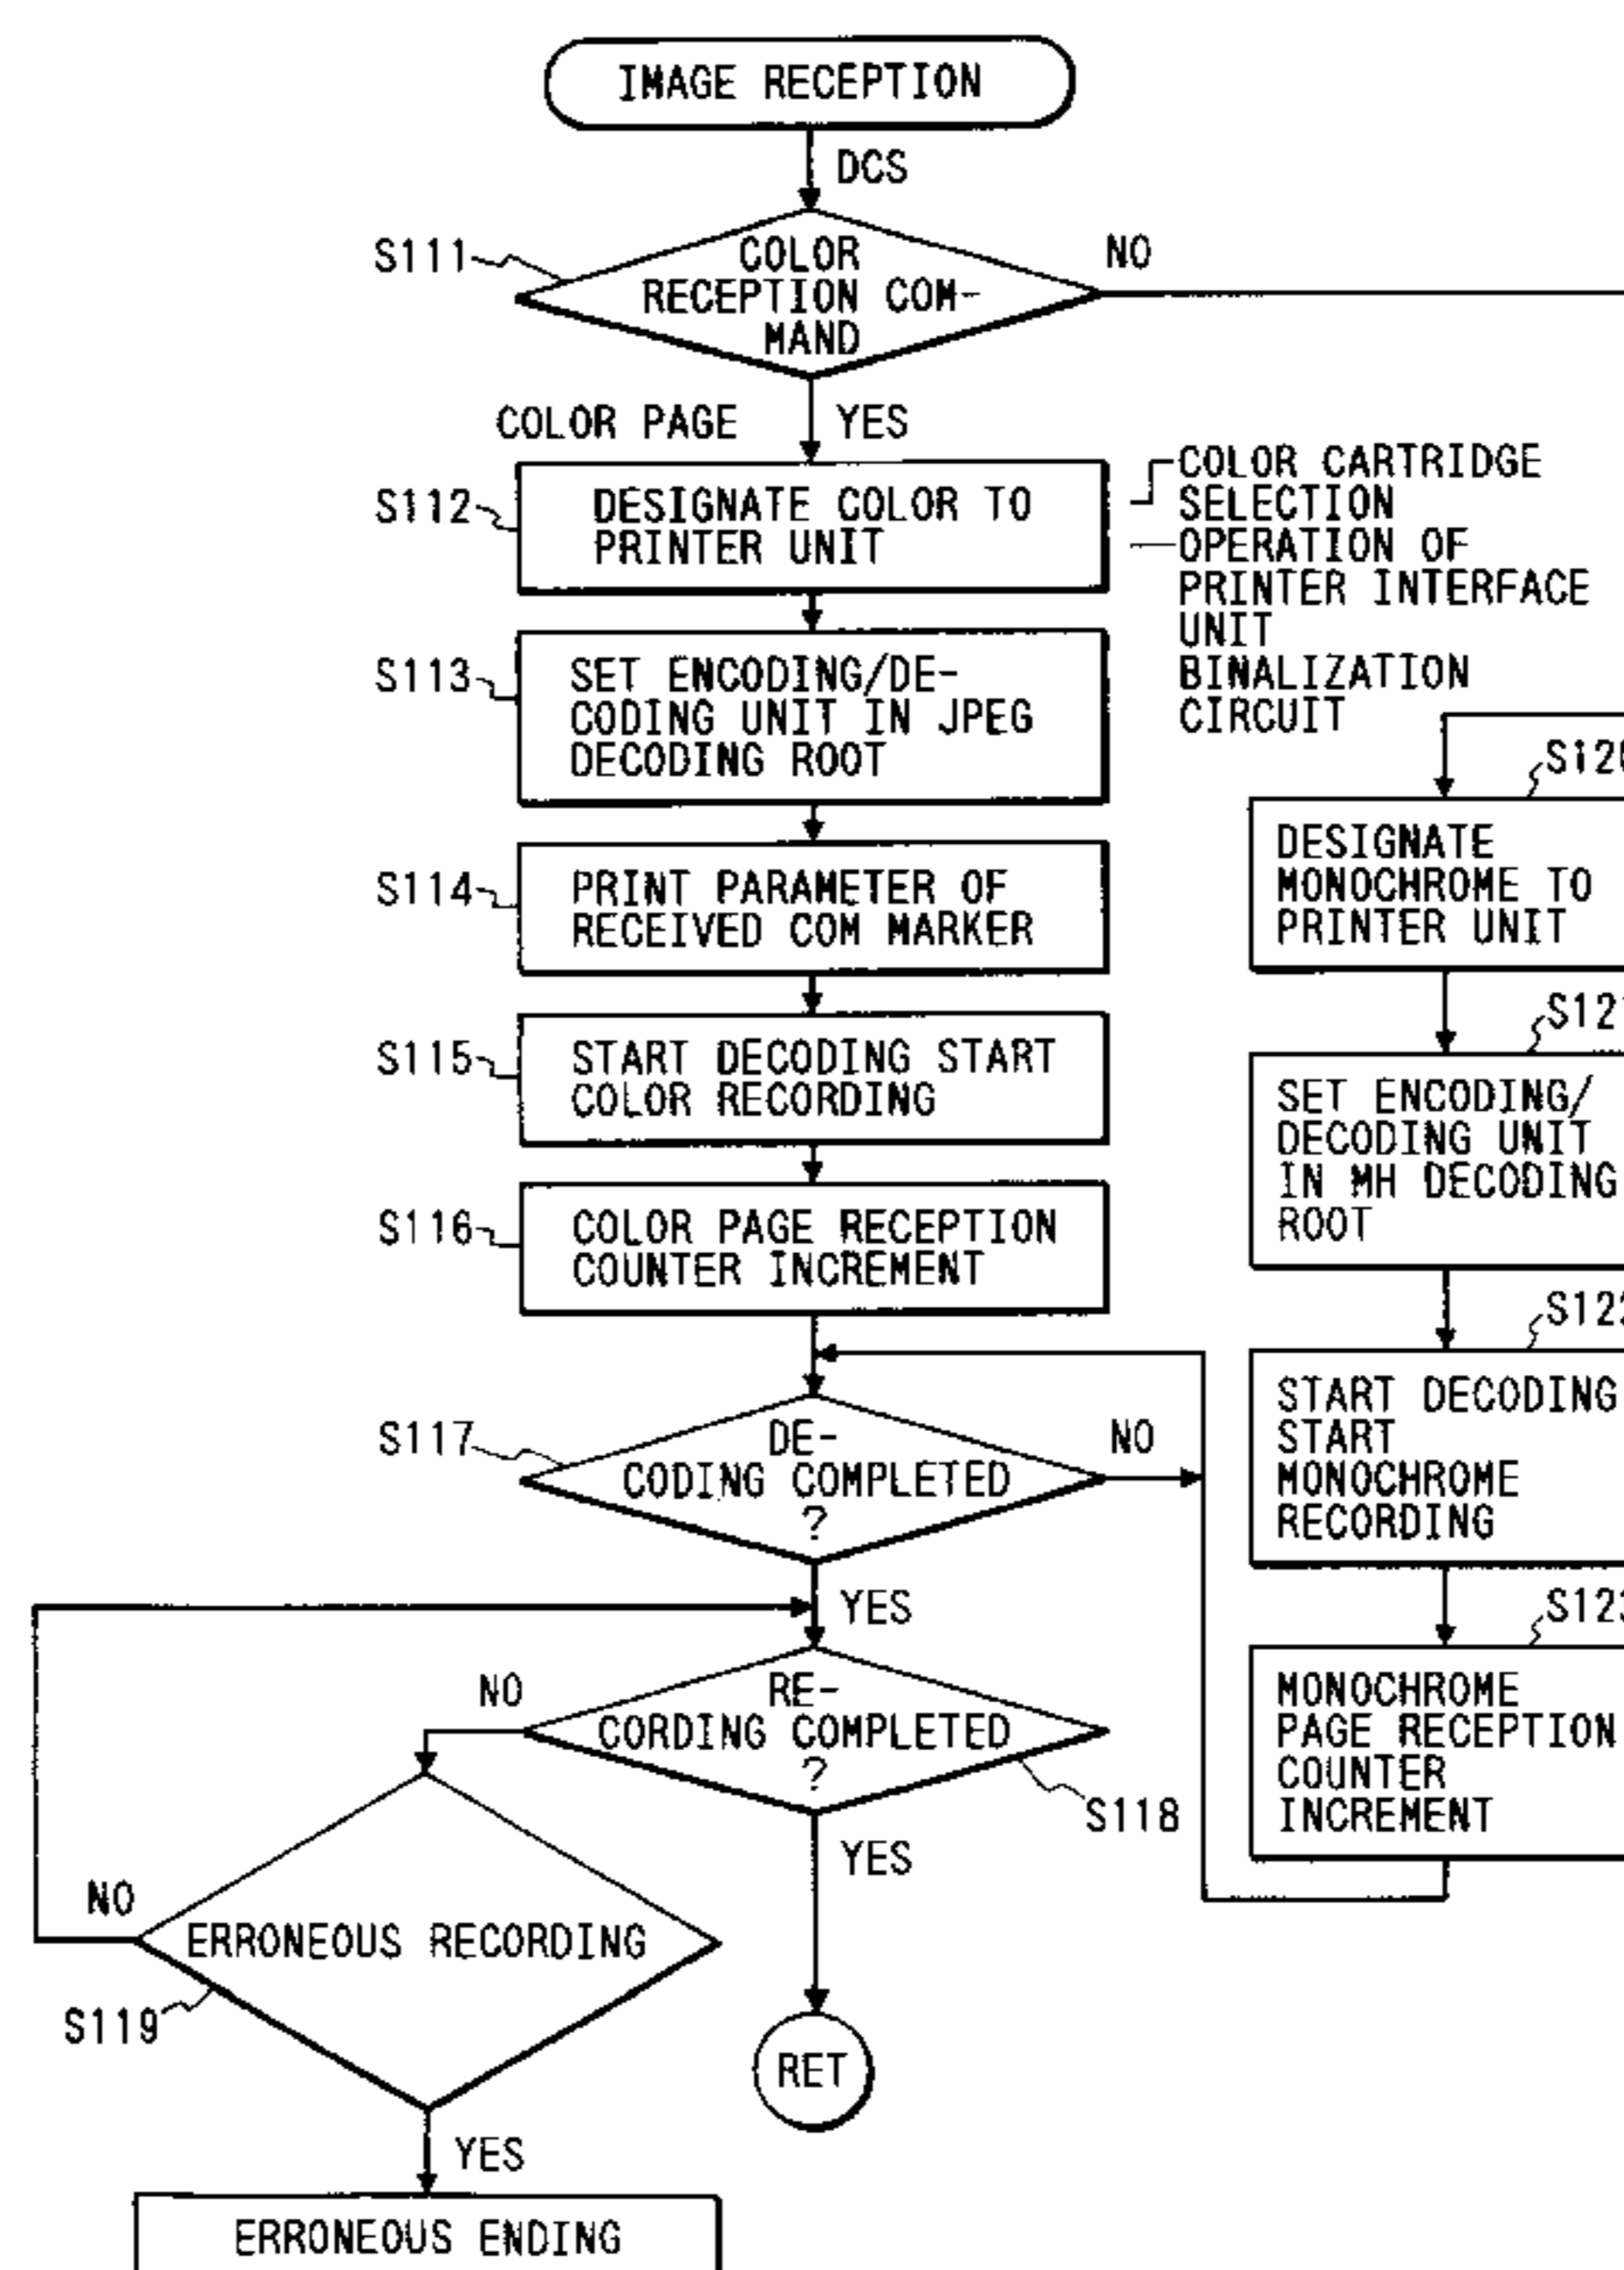 IMAGE RECEPTION
DCS
S111
COLOR
RECEPTION COM-
MAND
NO
COLOR PAGE
YES
S112
DESIGNATE COLOR TO
PRINTER UNIT
COLOR CARTRIDGE
SELECTION
OPERATION OF
PRINTER INTERFACE
UNIT
BINALIZATION
CIRCUIT
S113
SET ENCODING/DE-
CODING UNIT IN JPEG
DECODING ROOT
S114
PRINT PARAMETER OF
RECEIVED COM MARKER
S115
START DECODING START
COLOR RECORDING
S116
COLOR PAGE RECEPTION
COUNTER INCREMENT
S117
DE-
CODING COMPLETED
?
NO
YES
RE-
CORDING COMPLETED
?
NO
S118
YES
ERRONEOUS RECORDING
NO
S119
RET
YES
ERRONEOUS ENDING
S120
DESIGNATE
MONOCHROME TO
PRINTER UNIT
S121
SET ENCODING/
DECODING UNIT
IN MH DECODING
ROOT
S122
START DECODING
START
MONOCHROME
RECORDING
S123
MONOCHROME
PAGE RECEPTION
COUNTER
INCREMENT